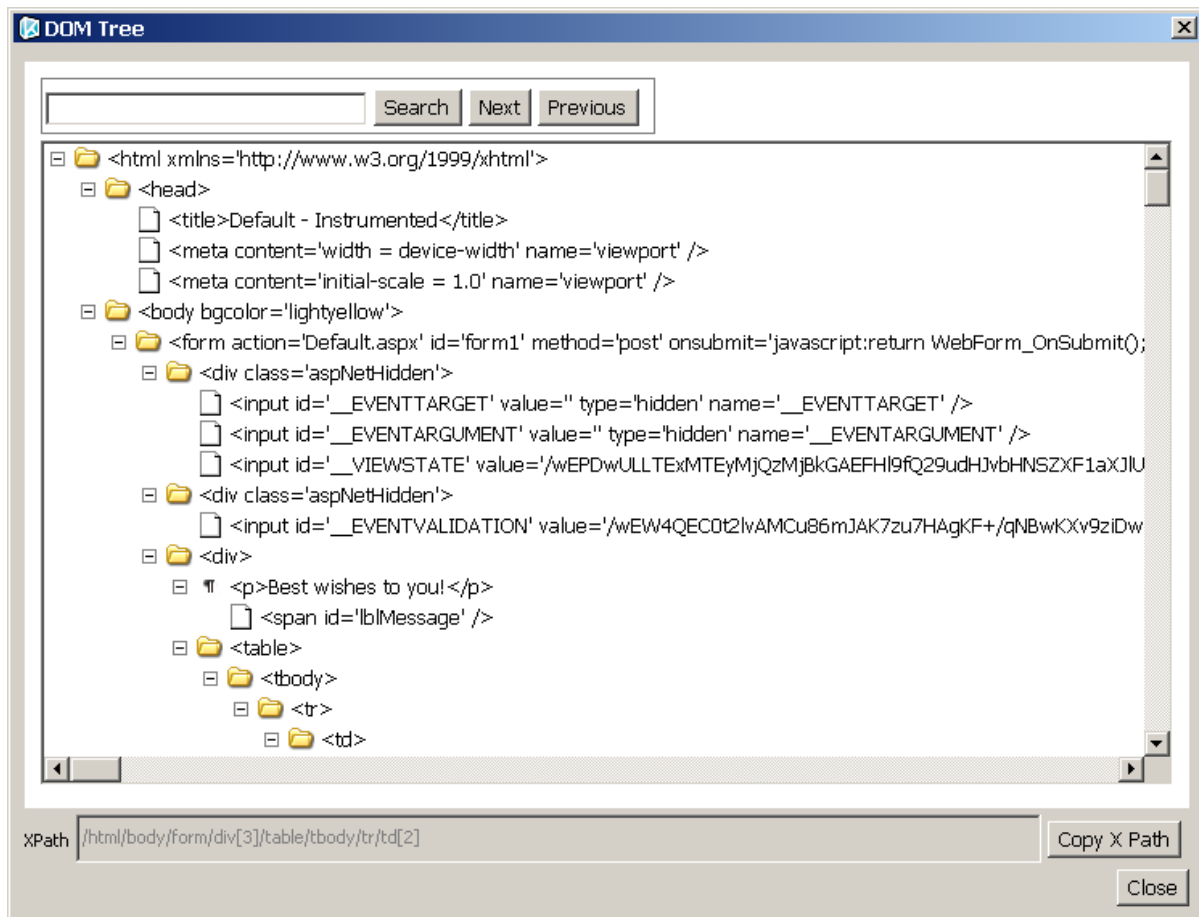 DOM Tree
Search Next Previous
<html xmlns='http://www.w3.org/1999/xhtml'>
<head>
<title>Default - Instrumented</title>
<meta content='width = device-width' name='viewport' />
<meta content='initial-scale = 1.0' name='viewport' />
<body bgcolor='lightyellow'>
<form action='Default.aspx' id='form1' method='post' onsubmit='javascript:return WebForm_OnSubmit();
<div class='aspNetHidden'>
<input id='__EVENTTARGET' value='' type='hidden' name='__EVENTTARGET' />
<input id='__EVENTARGUMENT' value='' type='hidden' name='__EVENTARGUMENT' />
<input id='__VIEWSTATE' value='/wEPDwULLTExMTEyMjQzMjBkGAEFHl9fQ29udHJvbHNSZXF1aXJlU
<div class='aspNetHidden'>
<input id='__EVENTVALIDATION' value='/wEW4QEC0t2lvAMCu86mJAK7zu7HAgKF+/qNBwKXv9ziDw
<div>
¶ <p>Best wishes to you!</p>
<span id='lblMessage' />
<table>
<tbody>
<tr>
<td>
XPath /html/body/form/div[3]/table/tbody/tr/td[2] Copy X Path
Close